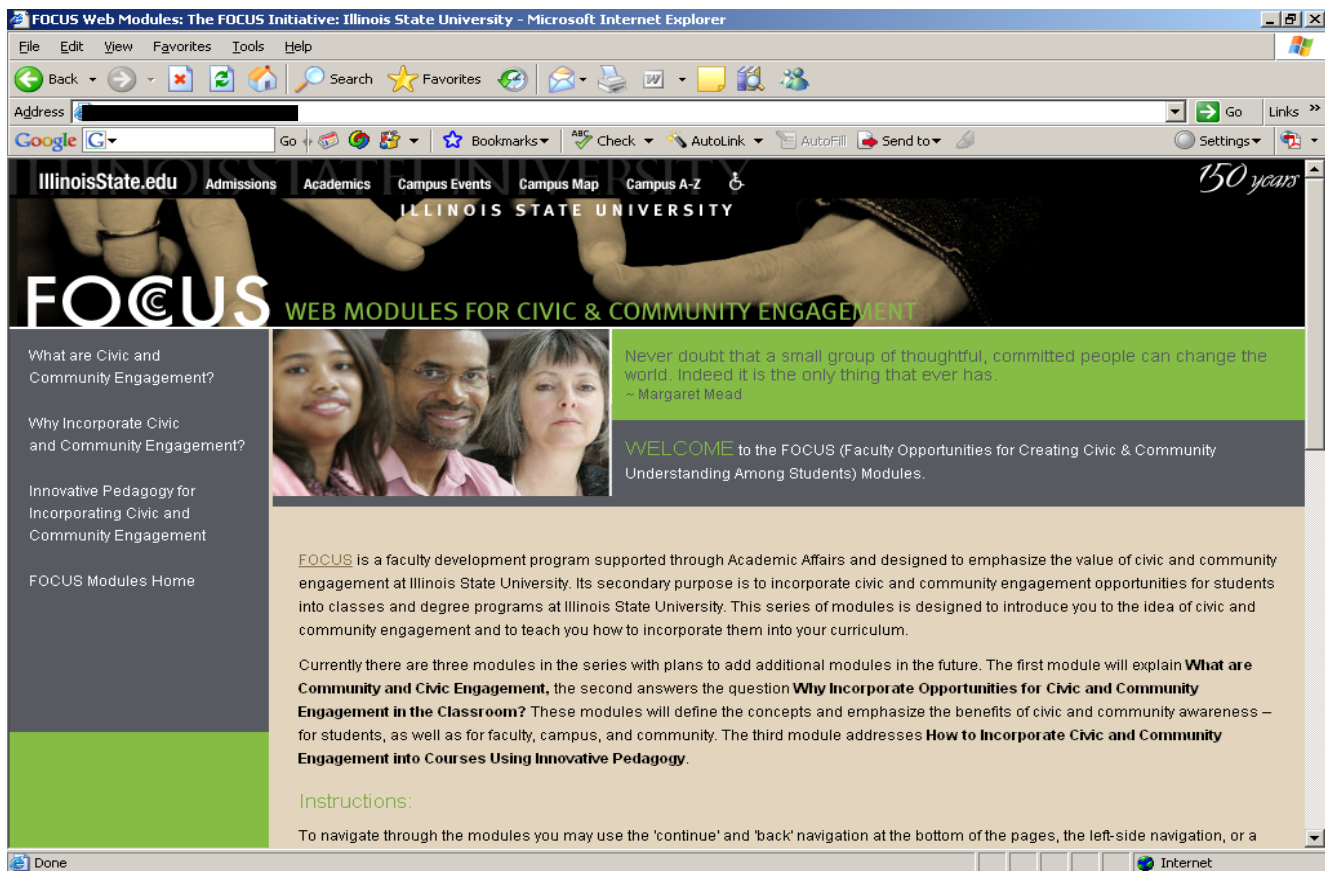 FOCUS Web Modules: The FOCUS Initiative: Illinois State University - Microsoft Internet Explorer
File Edit View Favorites Tools Help
Back Search Favorites
Address Go Links »
Google G Go Bookmarks ABC Check AutoLink AutoFill Send to Settings
IllinoisState.edu Admissions Academics Campus Events Campus Map Campus A-Z 150 years
ILLINOIS STATE UNIVERSITY
FOCUS WEB MODULES FOR CIVIC & COMMUNITY ENGAGEMENT
What are Civic and
Community Engagement?
Why Incorporate Civic
and Community Engagement?
Innovative Pedagogy for
Incorporating Civic and
Community Engagement
FOCUS Modules Home
Never doubt that a small group of thoughtful, committed people can change the
world. Indeed it is the only thing that ever has.
~ Margaret Mead
WELCOME to the FOCUS (Faculty Opportunities for Creating Civic & Community
Understanding Among Students) Modules.
FOCUS is a faculty development program supported through Academic Affairs and designed to emphasize the value of civic and community
engagement at Illinois State University. Its secondary purpose is to incorporate civic and community engagement opportunities for students
into classes and degree programs at Illinois State University. This series of modules is designed to introduce you to the idea of civic and
community engagement and to teach you how to incorporate them into your curriculum.
Currently there are three modules in the series with plans to add additional modules in the future. The first module will explain What are
Community and Civic Engagement, the second answers the question Why Incorporate Opportunities for Civic and Community
Engagement in the Classroom? These modules will define the concepts and emphasize the benefits of civic and community awareness –
for students, as well as for faculty, campus, and community. The third module addresses How to Incorporate Civic and Community
Engagement into Courses Using Innovative Pedagogy.
Instructions:
To navigate through the modules you may use the 'continue' and 'back' navigation at the bottom of the pages, the left-side navigation, or a
Done Internet